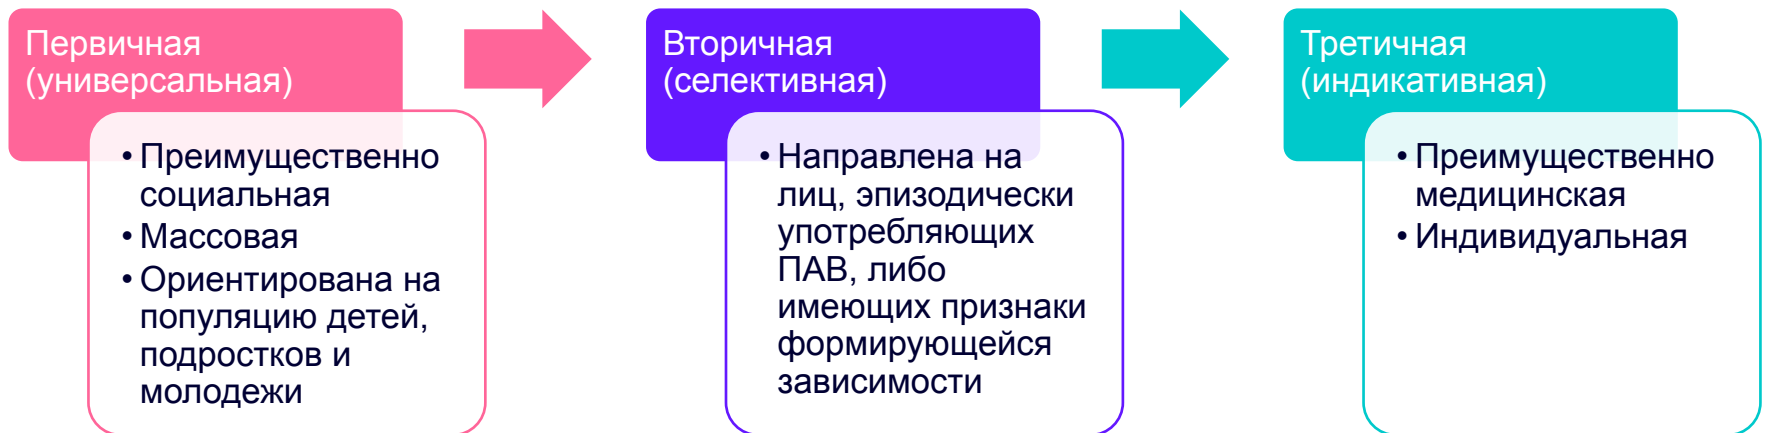 Первичная
(универсальная)
• Преимущественно
социальная
• Массовая
• Ориентирована на
популяцию детей,
подростков и
молодежи
Вторичная
(селективная)
• Направлена на
лиц, эпизодически
употребляющих
ПАВ, либо
имеющих признаки
формирующейся
зависимости
Третичная
(индикативная)
• Преимущественно
медицинская
• Индивидуальная